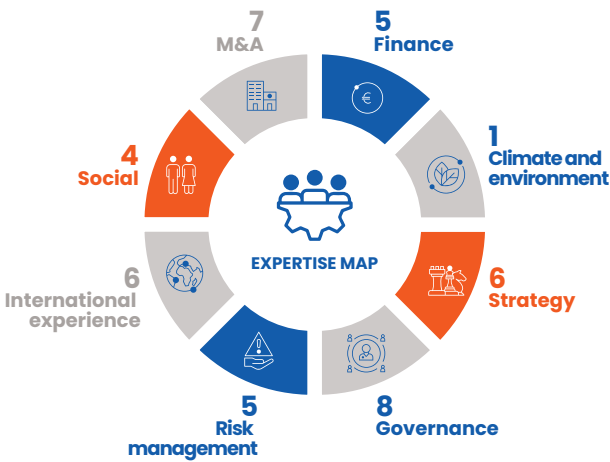 7
M&A
5
Finance
1
Climate and
environment
6
Strategy
8
Governance
5
Risk
management
6
International
experience
4
Social
EXPERTISE MAP
€